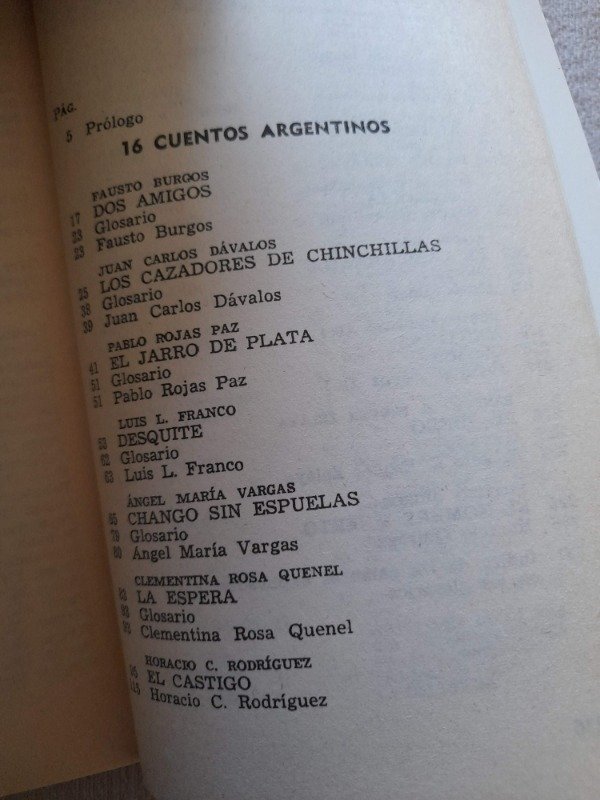 PÁG.
5 Prólogo
16 CUENTOS ARGENTINOS
FAUSTO BURGOS
17 DOS AMIGOS
23 Glosario
23 Fausto Burgos
JUAN CARLOS DÁVALOS
25 LOS CAZADORES DE CHINCHILLAS
38 Glosario
39 Juan Carlos Dávalos
PABLO ROJAS PAZ
41 EL JARRO DE PLATA
51 Glosario
51 Pablo Rojas Paz
LUIS L. FRANCO
53 DESQUITE
62 Glosario
63 Luis L. Franco
ÁNGEL MARÍA VARGAS
65 CHANGO SIN ESPUELAS
79 Glosario
80 Ángel María Vargas
CLEMENTINA ROSA QUENEL
83 LA ESPERA
93 Glosario
93 Clementina Rosa Quenel
HORACIO C. RODRÍGUEZ
EL CASTIGO
Horacio C. Rodríguez